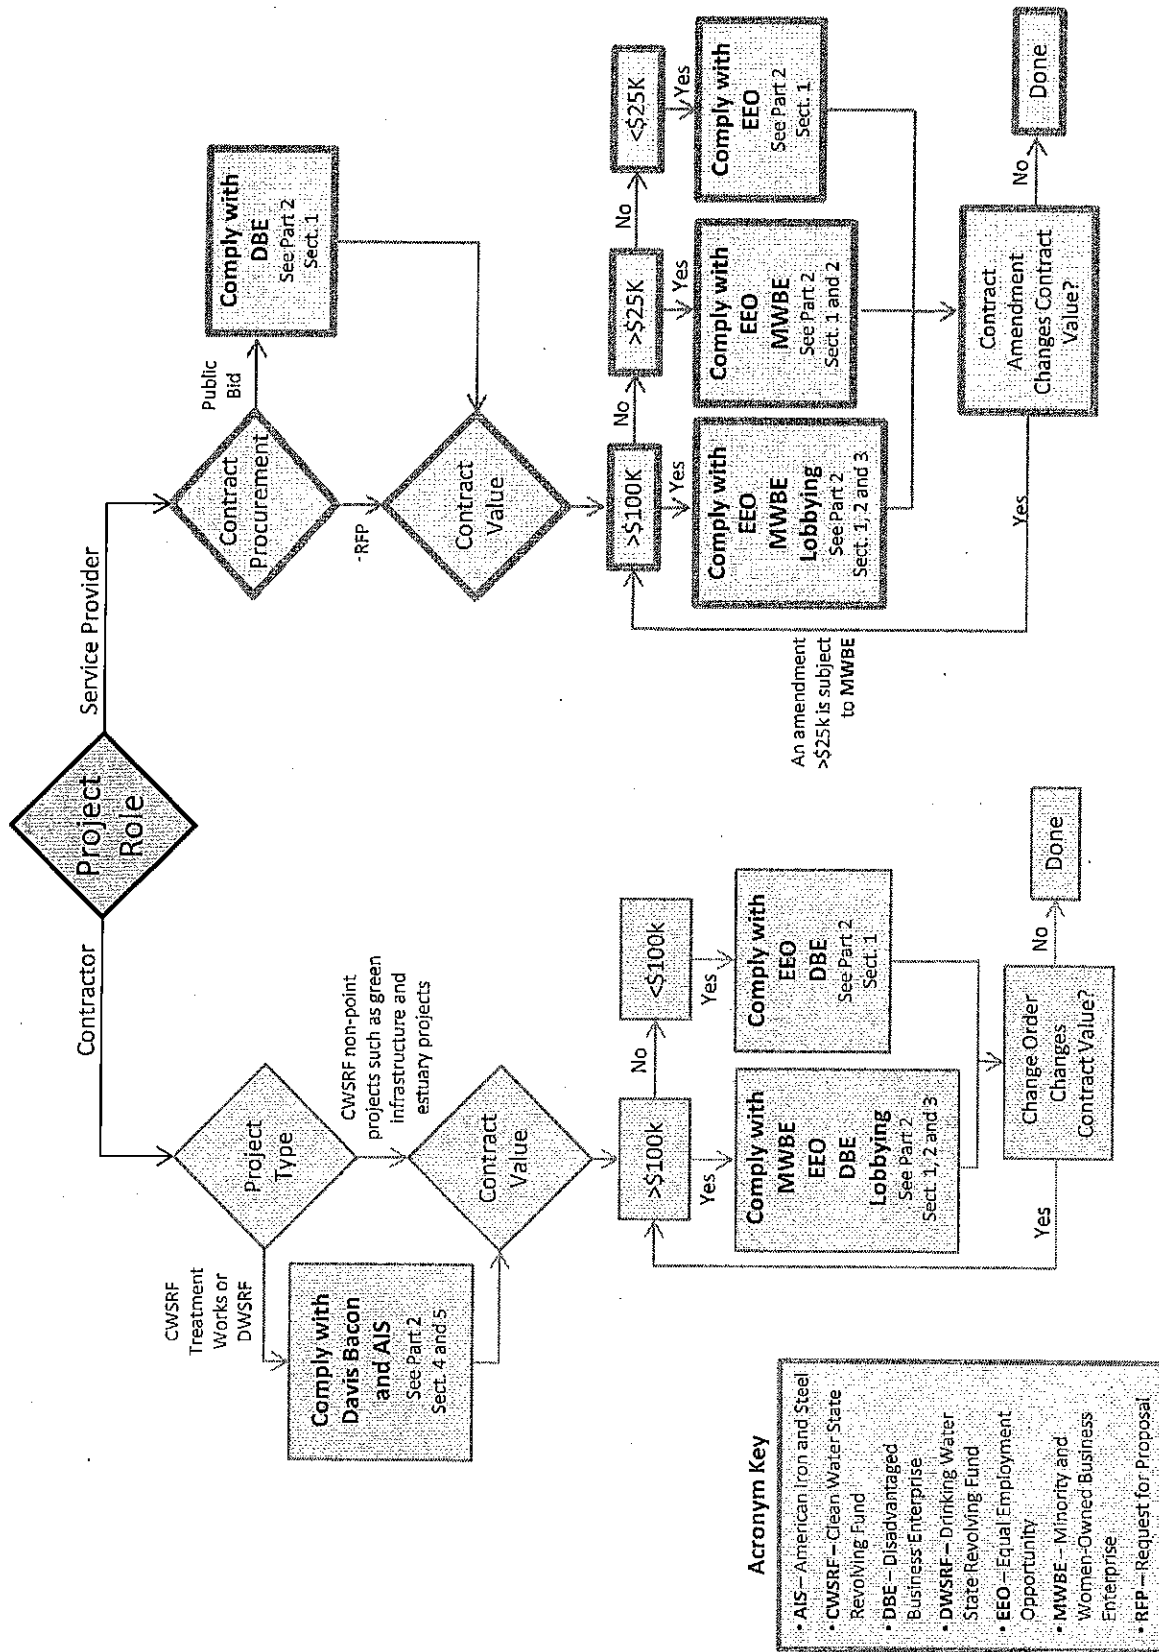 Project
Role
Contractor
Service Provider
Project
Type
CWSRF
Treatment
Works or
DWSRF
Comply with
Davis Bacon
and AIS
See Part 2
Sect. 4 and 5
CWSRF non-point
projects such as green
infrastructure and
estuary projects
Contract
Value
>$100k
No
<$100k
Yes
Yes
Comply with
MWBE
EEO
DBE
Lobbying
See Part 2
Sect. 1, 2 and 3
Comply with
EEO
DBE
See Part 2
Sect. 1
Change Order
Changes
Contract Value?
Yes
No
Done
Contract
Procurement
Public
Bid
Comply with
DBE
See Part 2
Sect. 1
-RFP
Contract
Value
>$100K
No
>$25K
No
<$25K
Yes
Yes
Yes
Comply with
EEO
MWBE
Lobbying
See Part 2
Sect. 1, 2 and 3
Comply with
EEO
MWBE
See Part 2
Sect. 1 and 2
Comply with
EEO
See Part 2
Sect. 1
An amendment
>$25k is subject
to MWBE
Contract
Amendment
Changes Contract
Value?
Yes
No
Done
Acronym Key
• AIS – American Iron and Steel
• CWSRF – Clean Water State
Revolving Fund
• DBE – Disadvantaged
Business Enterprise
• DWSRF – Drinking Water
State Revolving Fund
• EEO – Equal Employment
Opportunity
• MWBE – Minority and
Women-Owned Business
Enterprise
• RFP – Request for Proposal